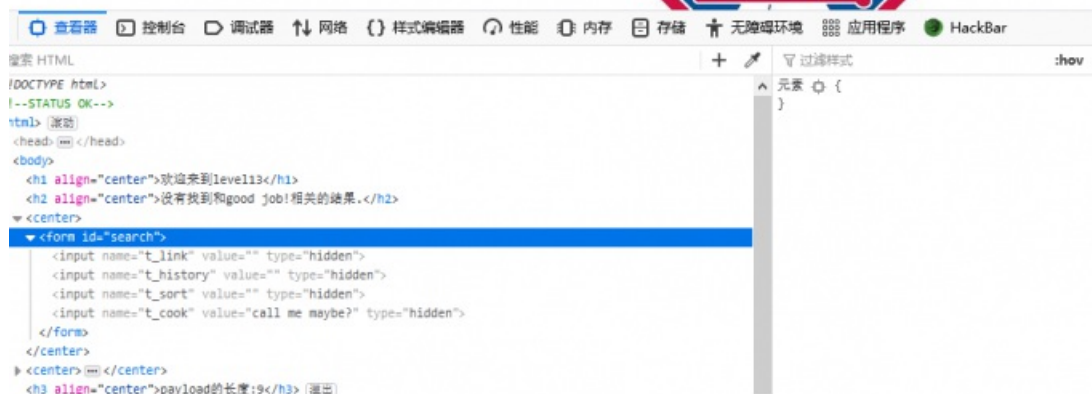 查看器 控制台 调试器 网络 {} 样式编辑器 性能 内存 存储 无障碍环境 应用程序 HackBar
搜索 HTML + 过滤样式 :hov
!DOCTYPE html>
!--STATUS OK-->
html> 滚动
<head> ••• </head>
<body>
<h1 align="center">欢迎来到level13</h1>
<h2 align="center">没有找到和good job!相关的结果.</h2>
<center>
<form id="search">
<input name="t_link" value="" type="hidden">
<input name="t_history" value="" type="hidden">
<input name="t_sort" value="" type="hidden">
<input name="t_cook" value="call me maybe?" type="hidden">
</form>
</center>
<center> ••• </center>
<h3 align="center">payload的长度:9</h3> 溢出
元素 {
}